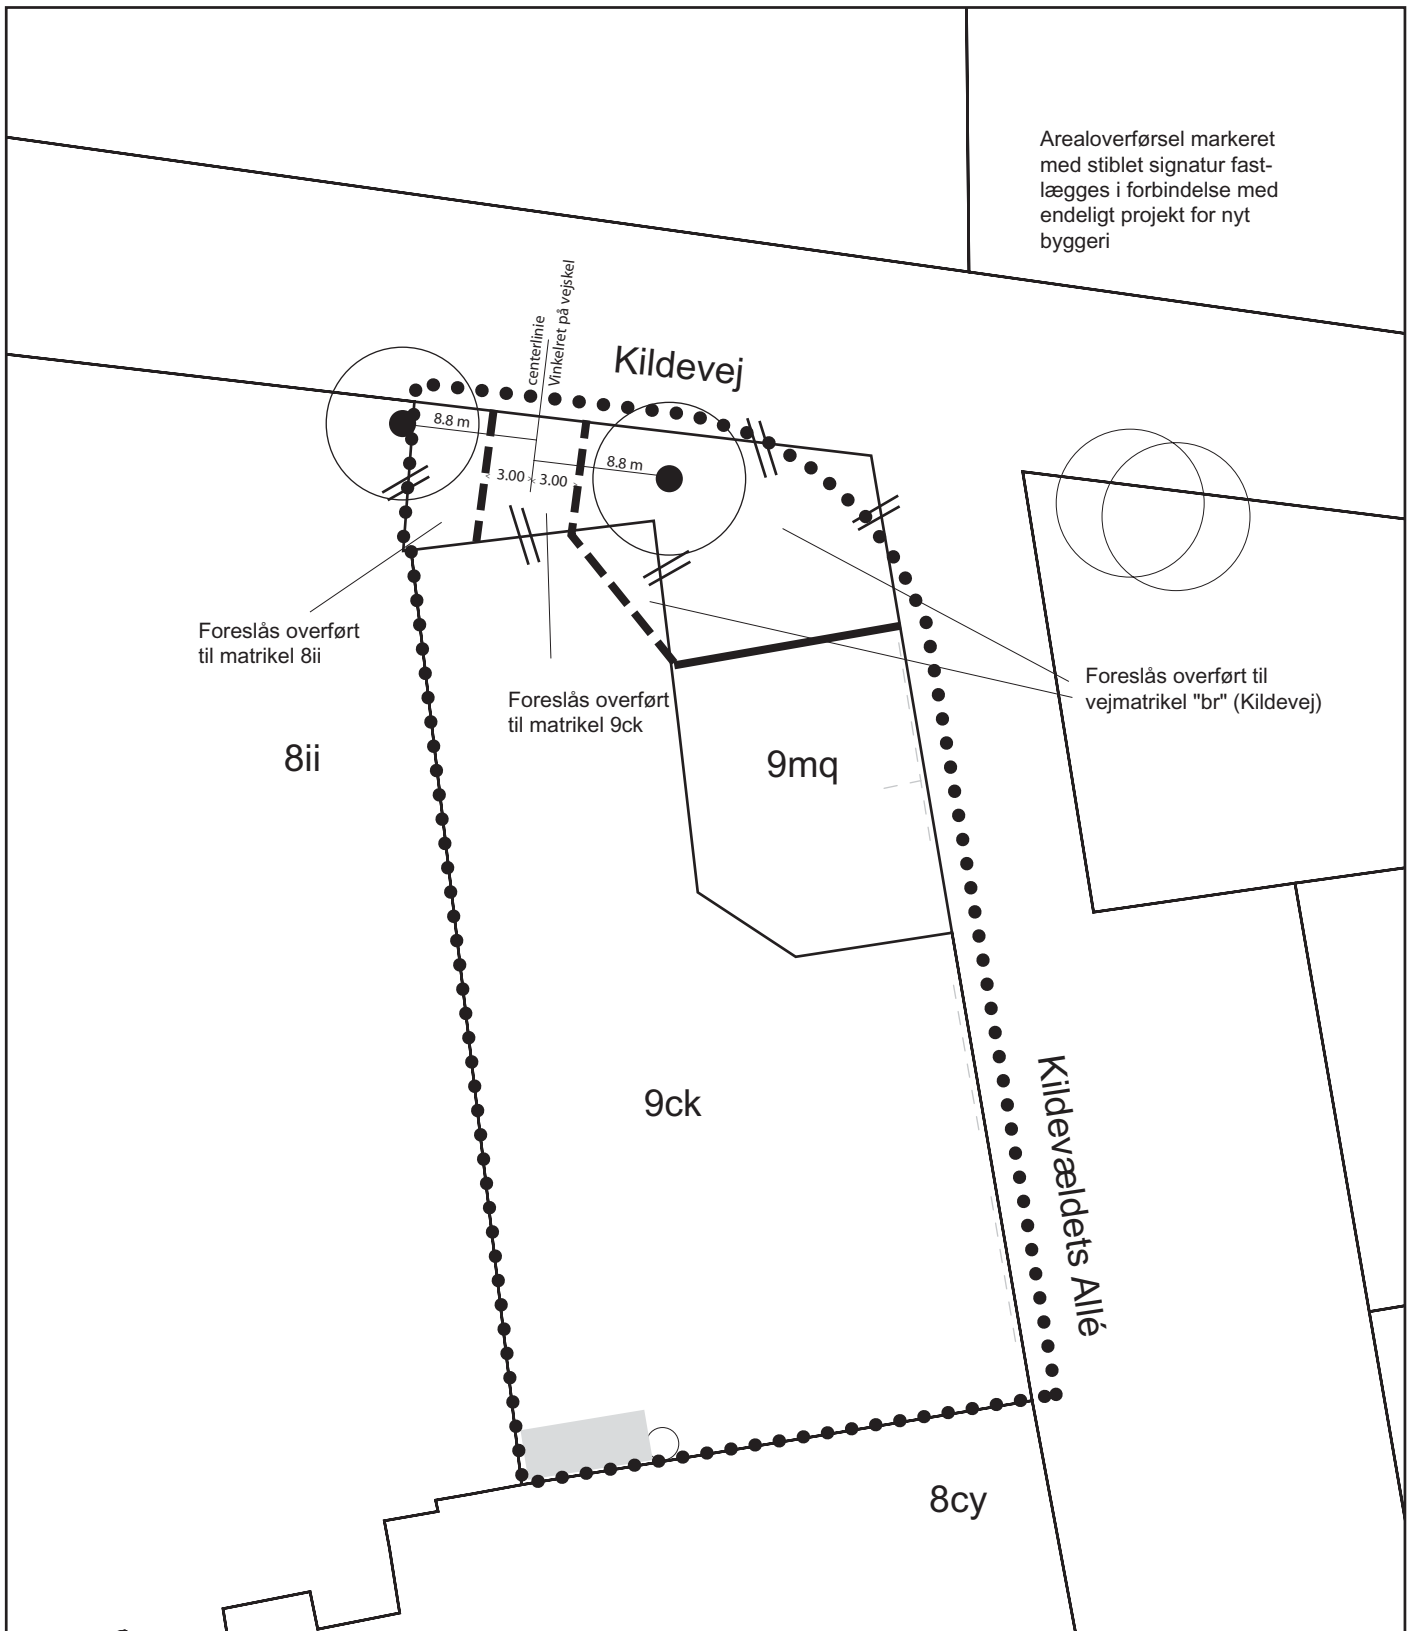 Arealoverførsel markeret
med stiblet signatur fast-
lægges i forbindelse med
endeligt projekt for nyt
byggeri
centerlinie
Vinkelret på vejskel
Kildevej
8.8 m
8.8 m
3.00
3.00
Foreslås overført
til matrikel 8ii
Foreslås overført
til matrikel 9ck
Foreslås overført til
vejmatrikel "br" (Kildevej)
8ii
9mq
9ck
Kildevældets Allé
8cy